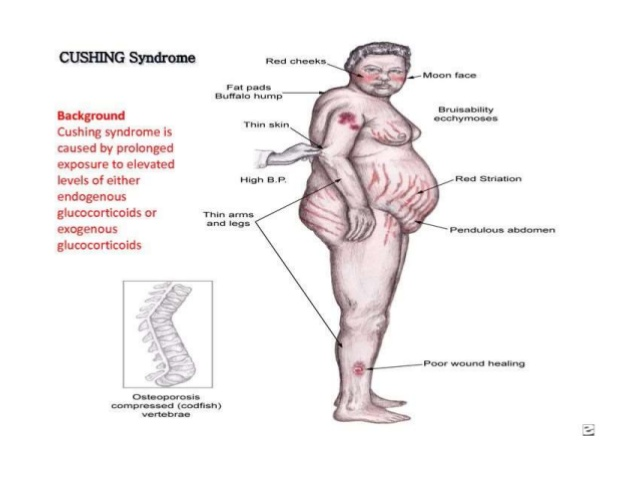 CUSHING Syndrome
Red cheeks
Moon face
Fat pads
Buffalo hump
Bruisability
ecchymoses
Background
Cushing syndrome is
caused by prolonged
exposure to elevated
levels of either
endogenous
glucocorticoids or
exogenous
glucocorticoids
Thin skin
High B.P.
Red Striation
Thin arms
and legs
Pendulous abdomen
Poor wound healing
Osteoporosis
compressed (codfish)
vertebrae